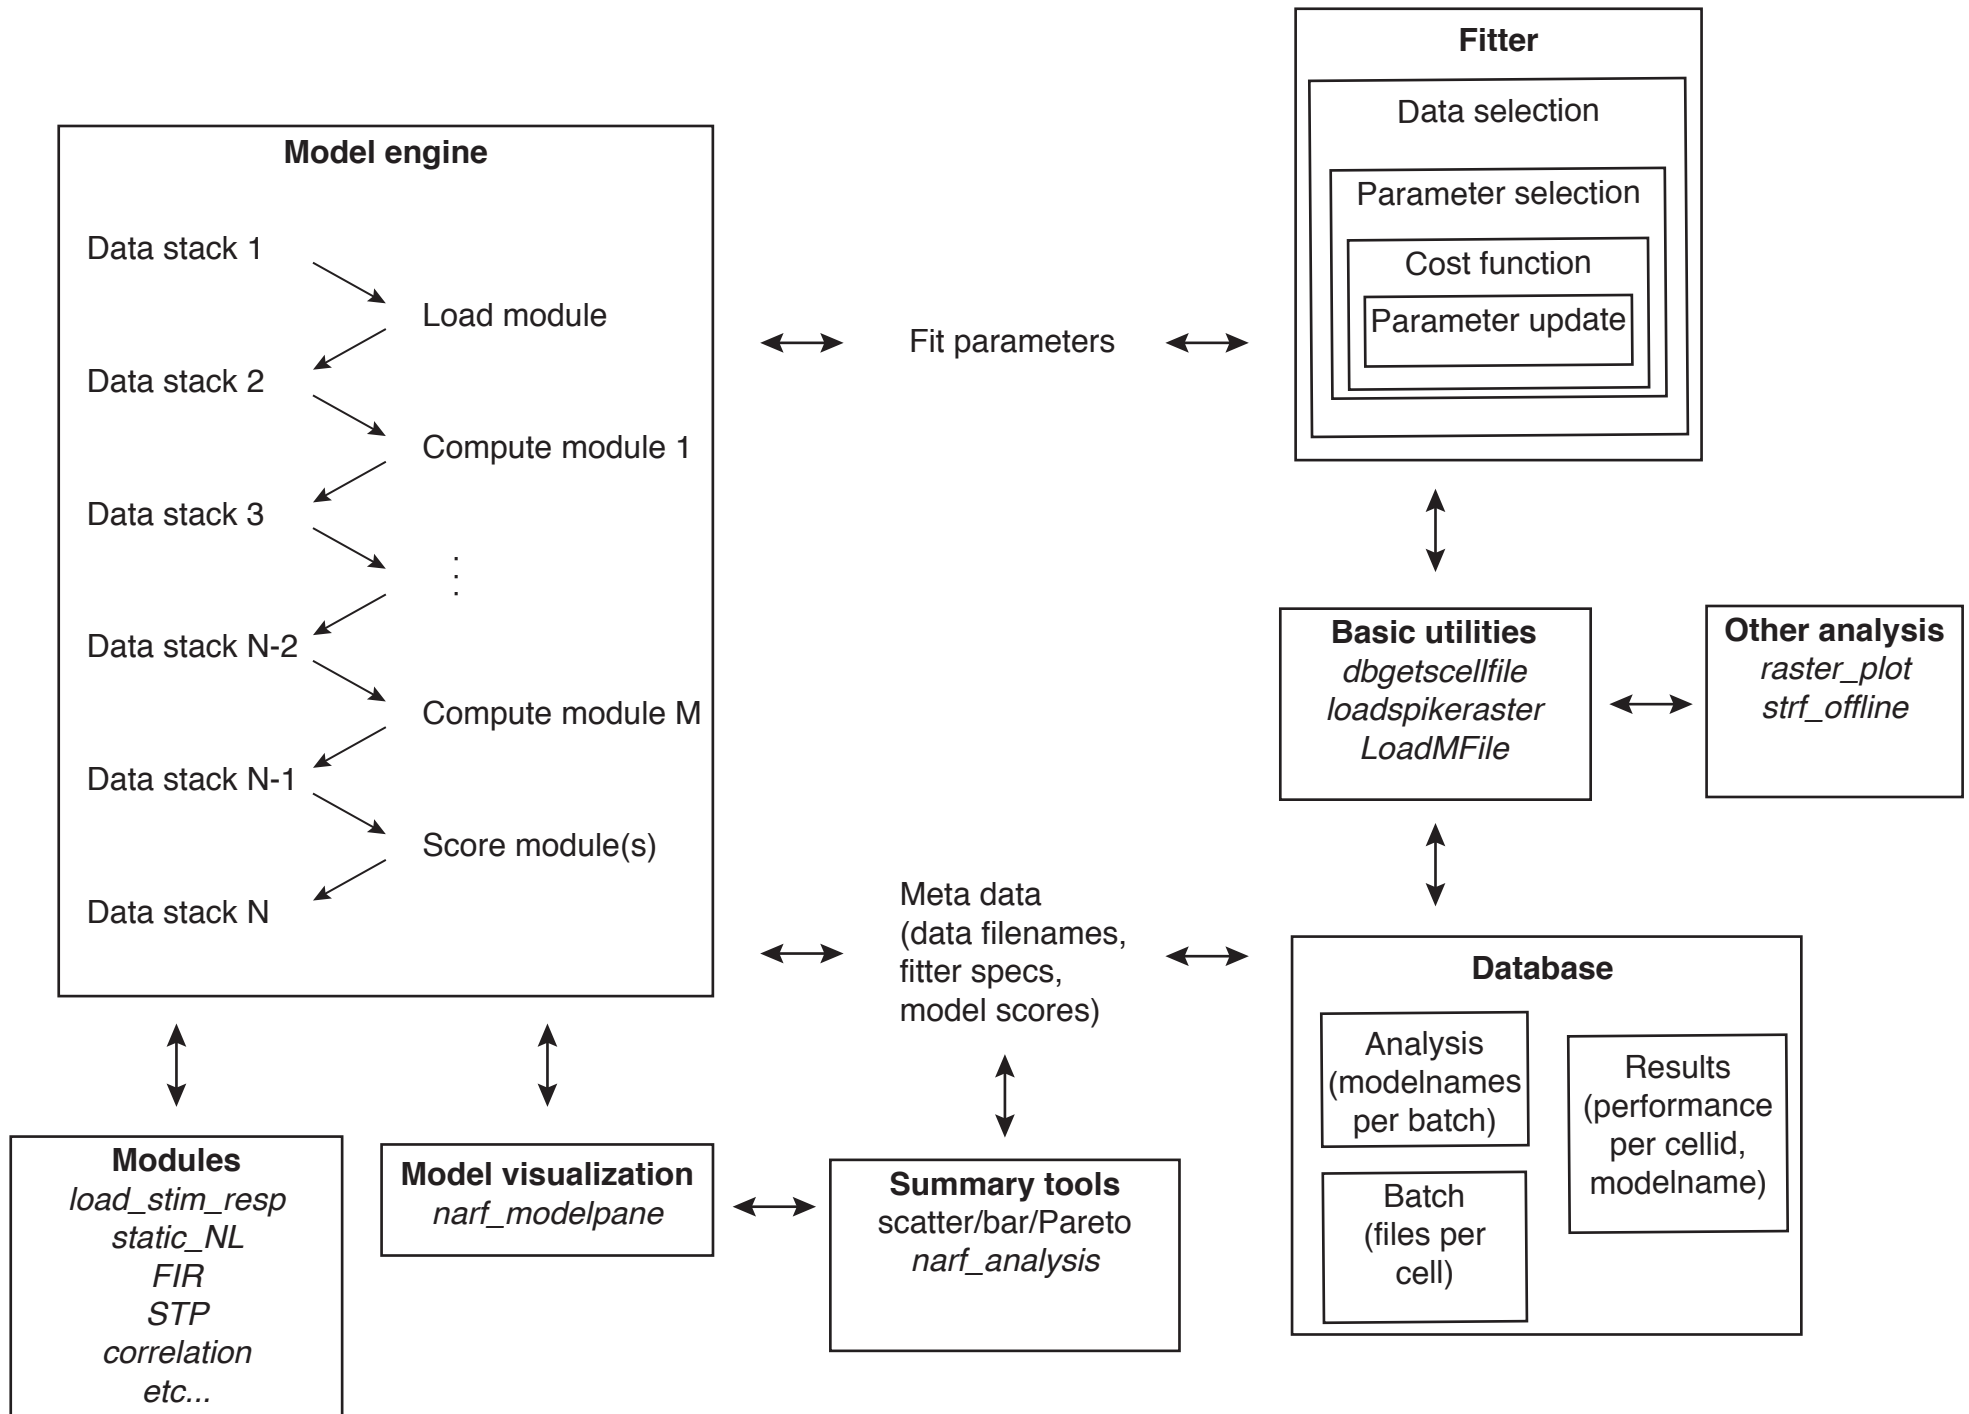 Fitter
Data selection
Parameter selection
Cost function
Parameter update
Model engine
Data stack 1
Load module
Data stack 2
Compute module 1
Data stack 3
.
.
.
Data stack N-2
Compute module M
Data stack N-1
Score module(s)
Data stack N
Fit parameters
Basic utilities
dbgetscellfile
loadspikeraster
LoadMFile
Other analysis
raster_plot
strf_offline
Meta data
(data filenames,
fitter specs,
model scores)
Database
Analysis
(modelnames
per batch)
Results
(performance
per cellid,
modelname)
Batch
(files per
cell)
Modules
load_stim_resp
static_NL
FIR
STP
correlation
etc...
Model visualization
narf_modelpane
Summary tools
scatter/bar/Pareto
narf_analysis